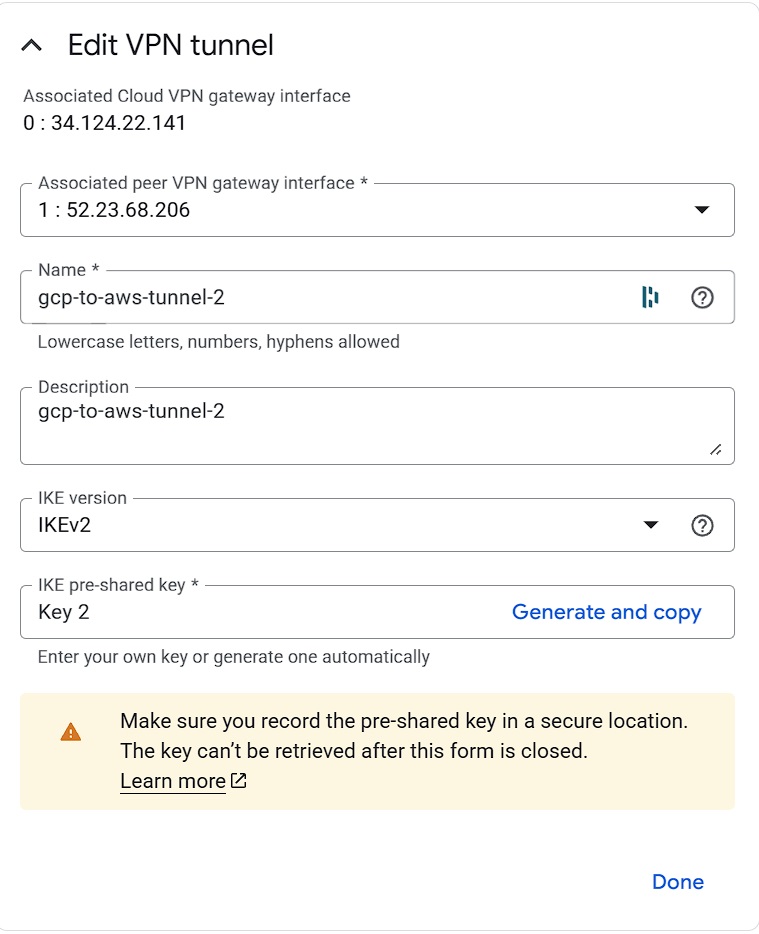 Edit VPN tunnel
Associated Cloud VPN gateway interface
0 : 34.124.22.141
Associated peer VPN gateway interface *
1 : 52.23.68.206
Name *
gcp-to-aws-tunnel-2
Lowercase letters, numbers, hyphens allowed
Description
gcp-to-aws-tunnel-2
IKE version
IKEv2
IKE pre-shared key *
Key 2 Generate and copy
Enter your own key or generate one automatically
Make sure you record the pre-shared key in a secure location.
The key can’t be retrieved after this form is closed.
Learn more
Done